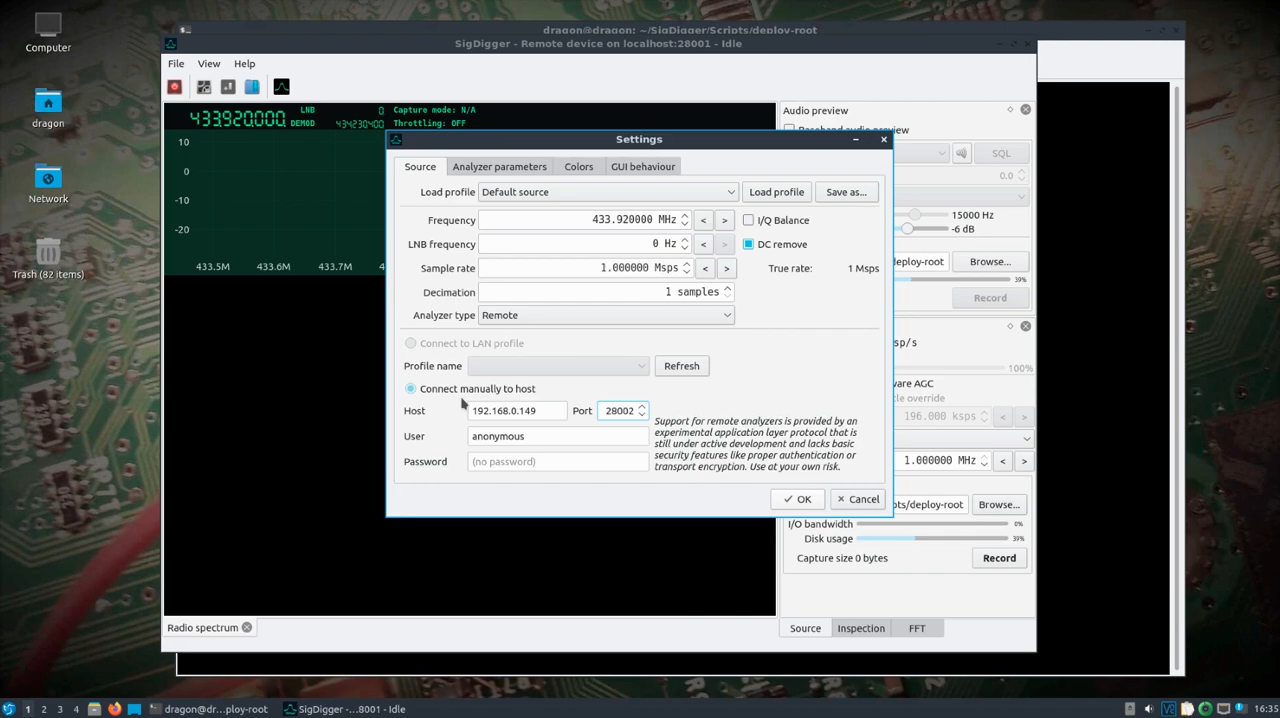 Computer
dragon
Network
Trash (82 items)
dragon@dragon: ~/SigDigger/Scripts/deploy-root
SigDigger - Remote device on localhost:28001 - Idle
File View Help
433.920.000.
LNB 0
DEMOD 434230400
Capture mode: N/A
Throttling: OFF
10
0
-10
-20
433.5M 433.6M 433.7M
Settings
Source Analyzer parameters Colors GUI behaviour
Load profile Default source Load profile Save as...
Frequency 433.920000 MHz < > I/Q Balance
LNB frequency 0 Hz < > DC remove
Sample rate 1.000000 Msps < > True rate: 1 Msps
Decimation 1 samples
Analyzer type Remote
Connect to LAN profile
Profile name Refresh
Connect manually to host
Host 192.168.0.149 Port 28002
User anonymous
Password (no password)
Support for remote analyzers is provided by an
experimental application layer protocol that is
still under active development and lacks basic
security features like proper authentication or
transport encryption. Use at your own risk.
OK Cancel
Audio preview
audio preview
SQL
0.0
15000 Hz
-6 dB
eploy-root Browse...
39%
Record
sp/s
100%
ware AGC
le override
196.000 ksps < >
1.000000 MHz < >
ts/deploy-root Browse...
I/O bandwidth 0%
Disk usage 39%
Capture size 0 bytes Record
Radio spectrum
Source Inspection FFT
1 2 3 4
dragon@dr...ploy-root
SigDigger -...8001 - Idle
16:35